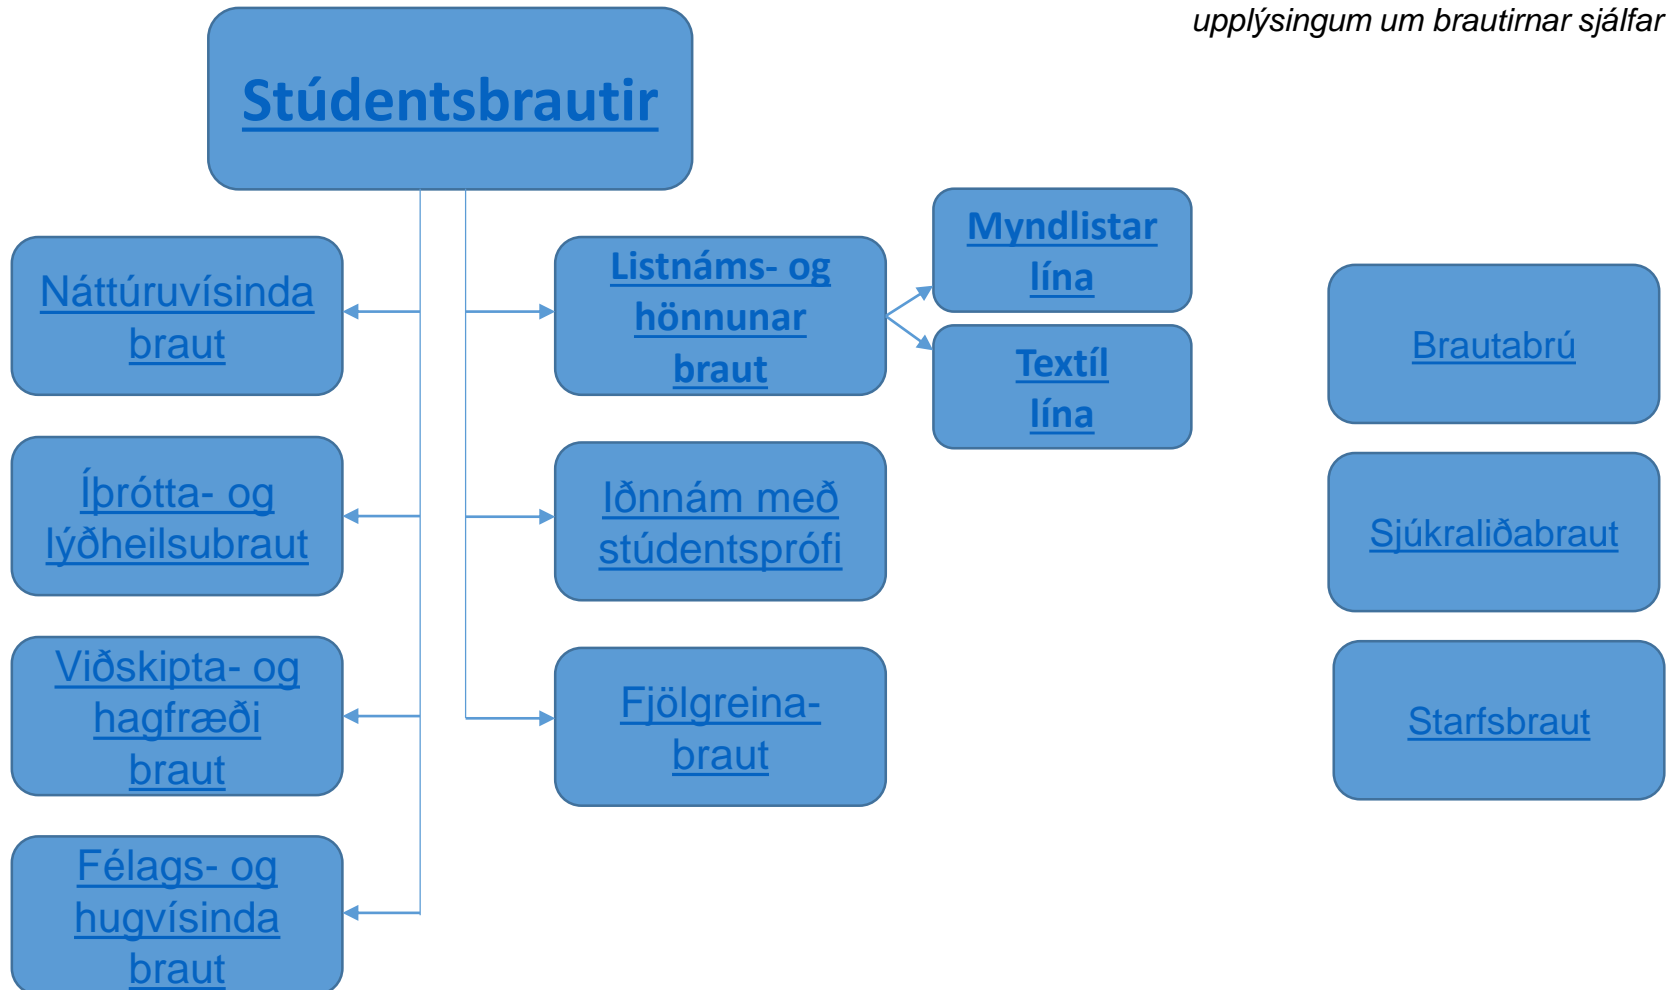 upplýsingum um brautirnar sjálfar
Stúdentsbrautir
Náttúruvísinda
braut
Íþrótta- og
lýðheilsubraut
Viðskipta- og
hagfræði
braut
Félags- og
hugvísinda
braut
Listnáms- og
hönnunar
braut
Myndlistar
lína
Textíl
lína
Iðnnám með
stúdentsprófi
Fjölgreina-
braut
Brautabrú
Sjúkraliðabraut
Starfsbraut